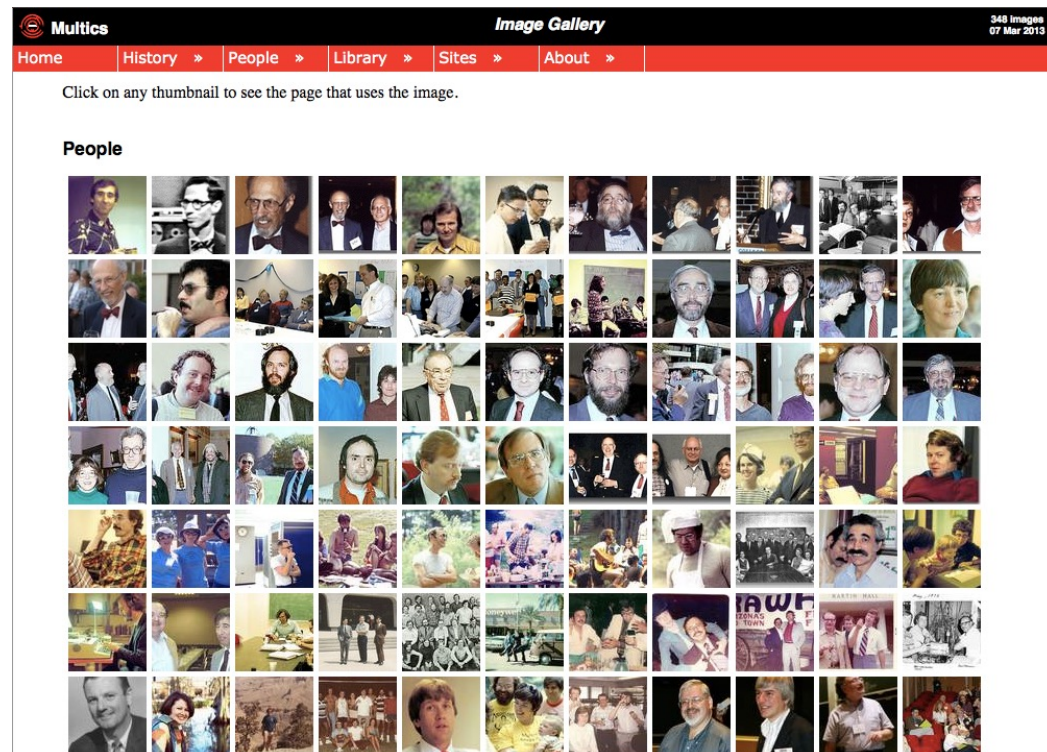 Multics
Image Gallery
348 images
07 Mar 2013
Home
History »
People »
Library »
Sites »
About »
Click on any thumbnail to see the page that uses the image.
People
RAWH
MARTIN HALL